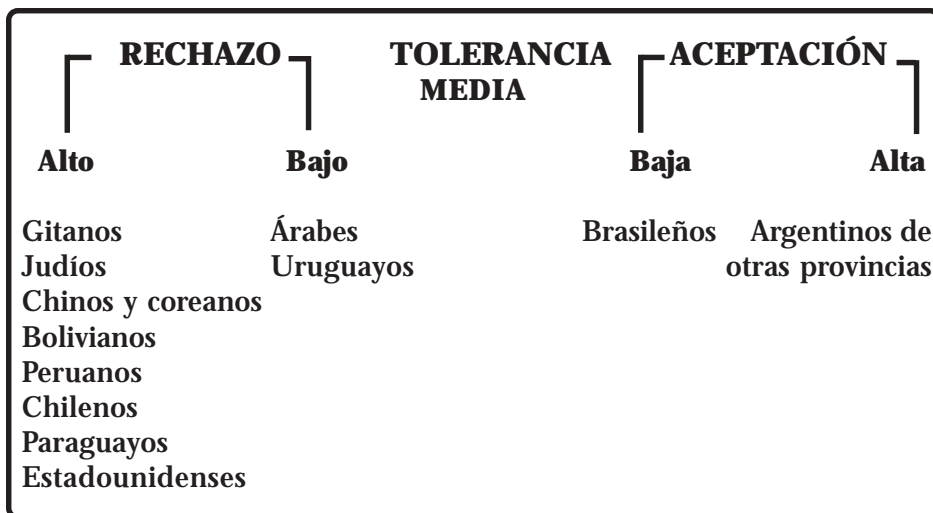 RECHAZO TOLERANCIA ACEPTACIÓN
MEDIA
Alto Bajo Baja Alta
Gitanos Árabes Brasileños Argentinos de
Judíos Uruguayos otras provincias
Chinos y coreanos
Bolivianos
Peruanos
Chilenos
Paraguayos
Estadounidenses